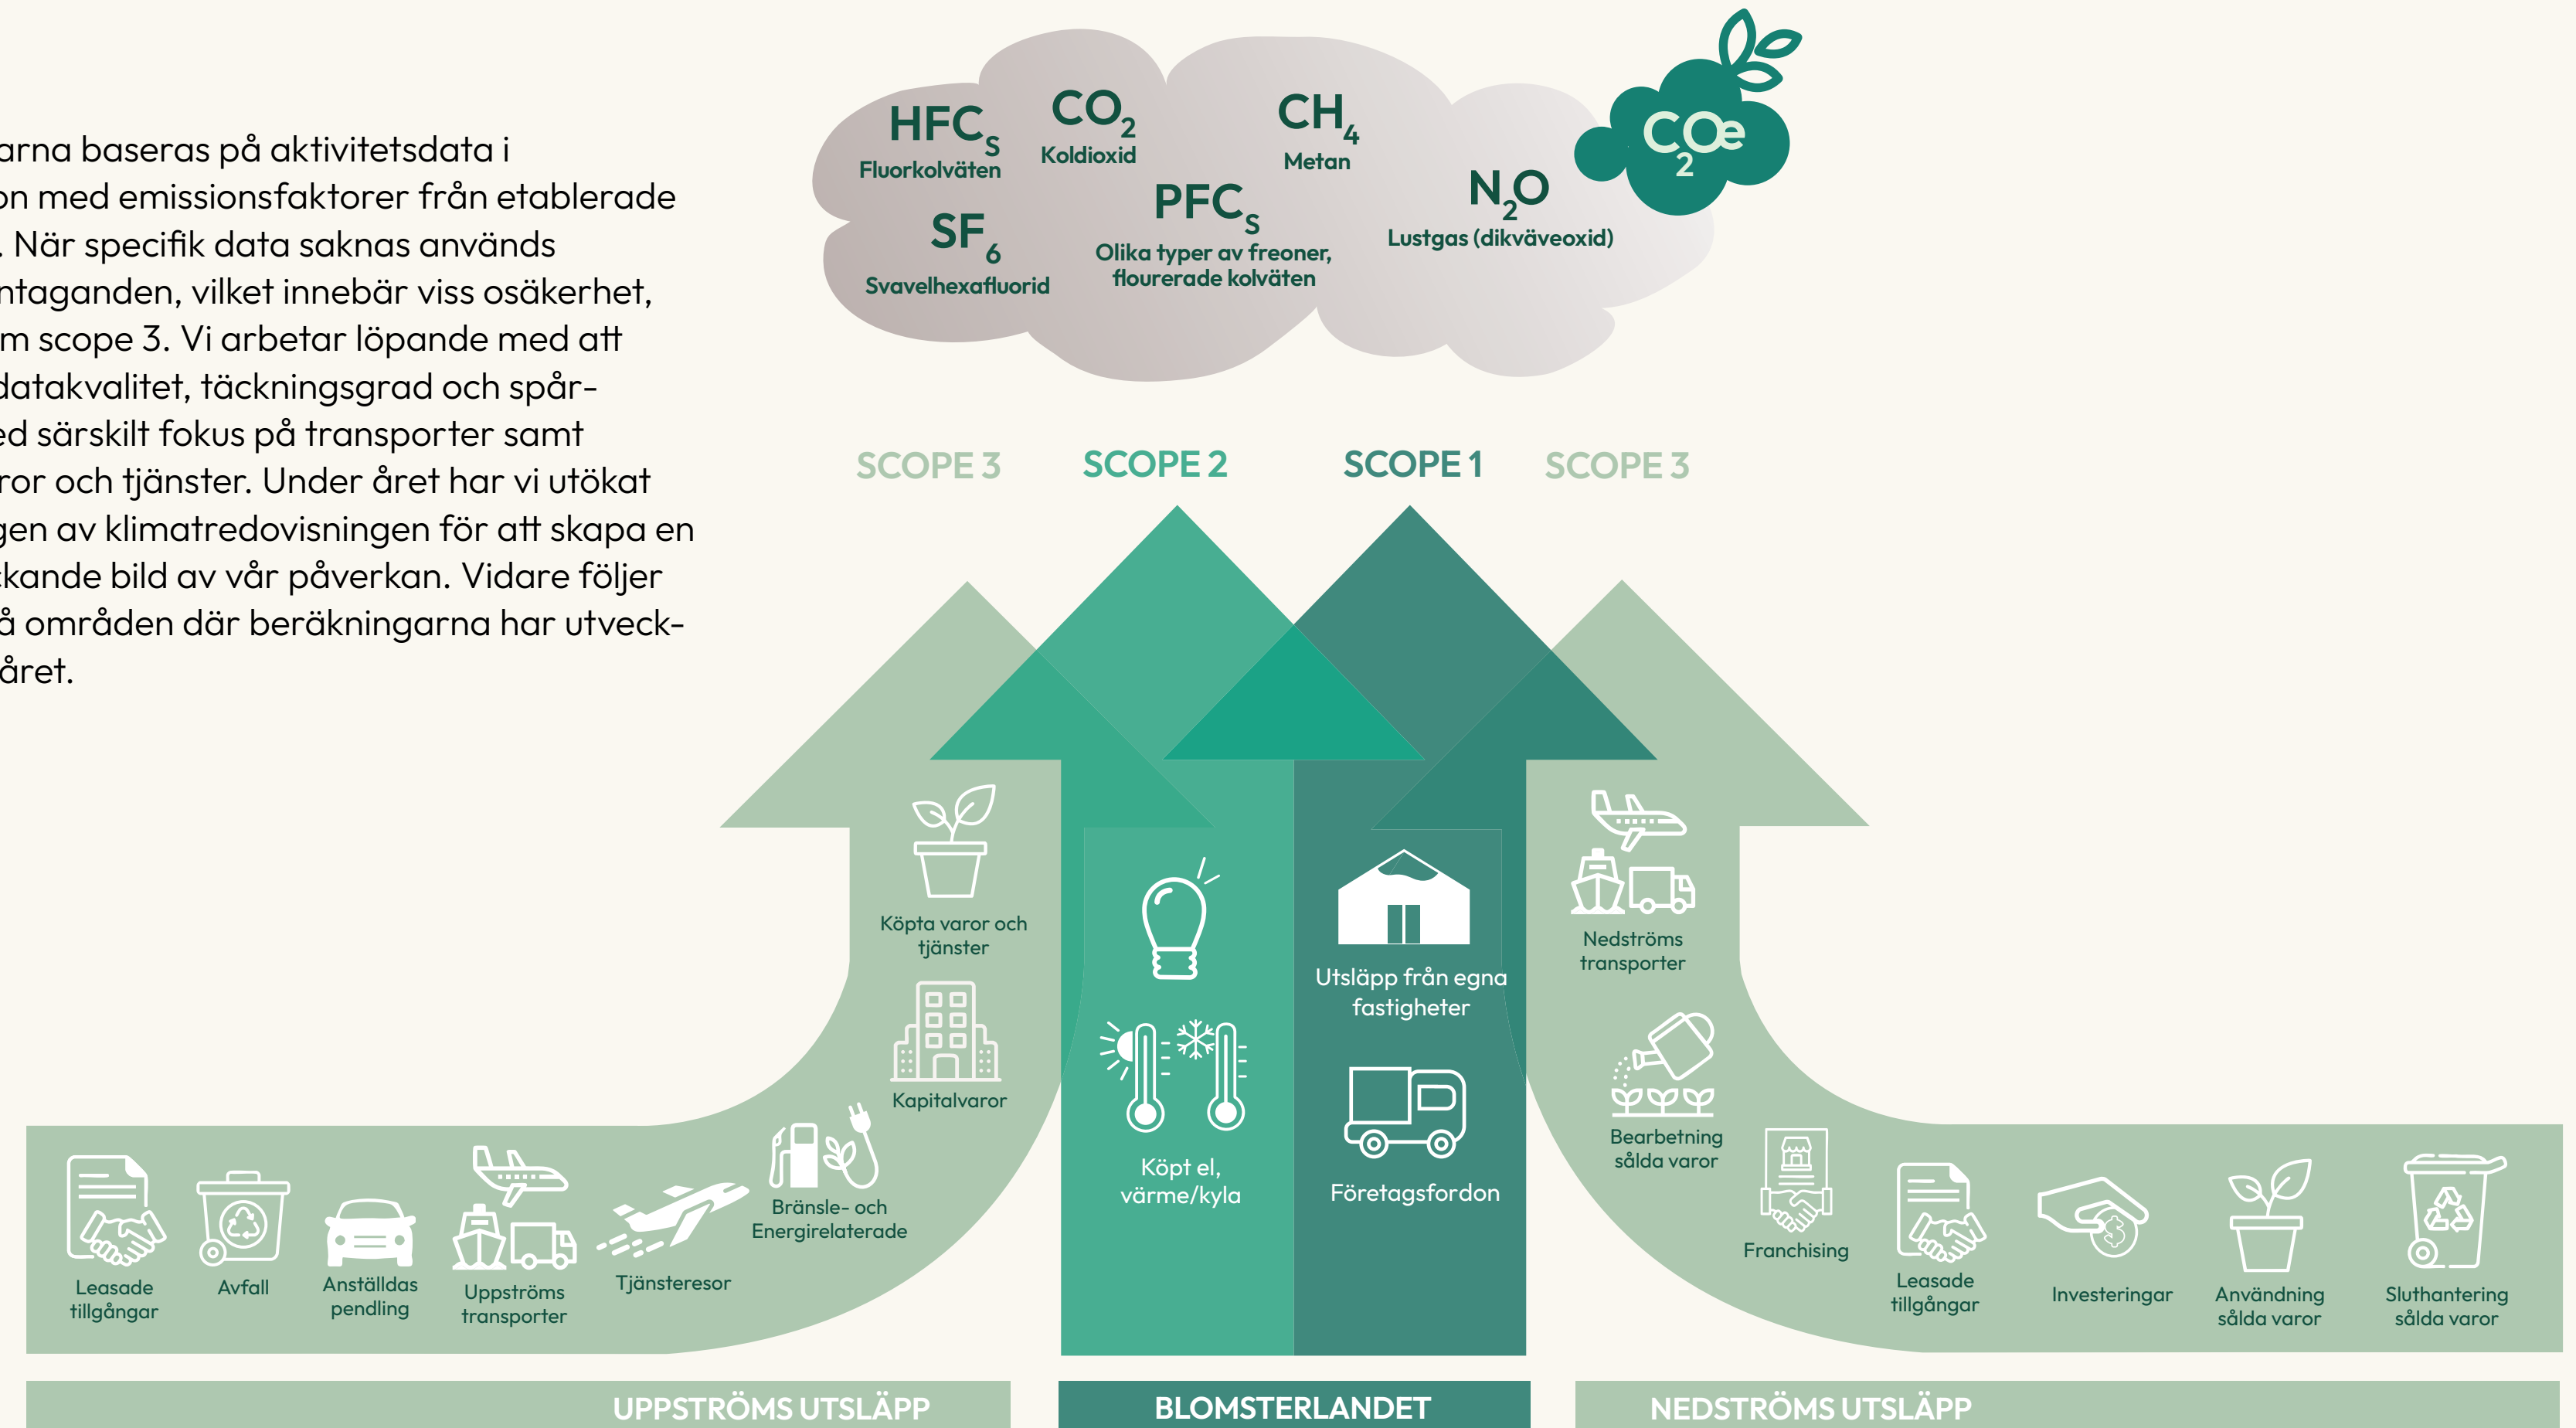 arna baseras på aktivitetsdata i
on med emissionsfaktorer från etablerade
. När specifik data saknas används
ntaganden, vilket innebär viss osäkerhet,
m scope 3. Vi arbetar löpande med att
datakvalitet, täckningsgrad och spår-
ed särskilt fokus på transporter samt
ror och tjänster. Under året har vi utökat
gen av klimatredovisningen för att skapa en
ckande bild av vår påverkan. Vidare följer
å områden där beräkningarna har utveck-
året.
HFCs
Fluorkolväten
CO2
Koldioxid
CH4
Metan
SF6
Svavelhexafluorid
PFCs
Olika typer av freoner,
flourerade kolväten
N2O
Lustgas (dikväveoxid)
CO2e
SCOPE 3
SCOPE 2
SCOPE 1
SCOPE 3
Köpta varor och
tjänster
Kapitalvaror
Bränsle- och
Energirelaterade
Tjänsteresor
Uppströms
transporter
Anställdas
pendling
Avfall
Leasade
tillgångar
Köpt el,
värme/kyla
Utsläpp från egna
fastigheter
Företagsfordon
Nedströms
transporter
Bearbetning
sålda varor
Franchising
Leasade
tillgångar
$
Investeringar
Användning
sålda varor
Sluthantering
sålda varor
UPPSTRÖMS UTSLÄPP
BLOMSTERLANDET
NEDSTRÖMS UTSLÄPP